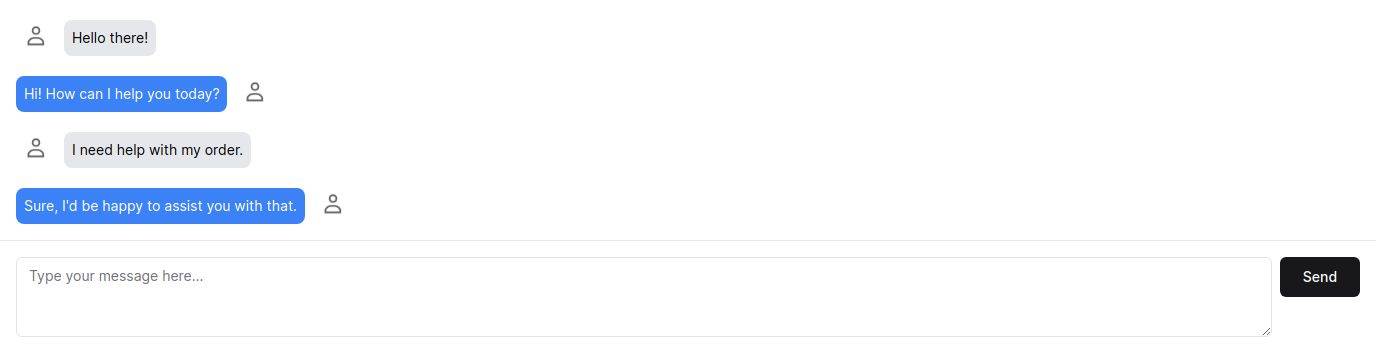 Hello there!
Hi! How can I help you today?
I need help with my order.
Sure, I'd be happy to assist you with that.
Type your message here...
Send